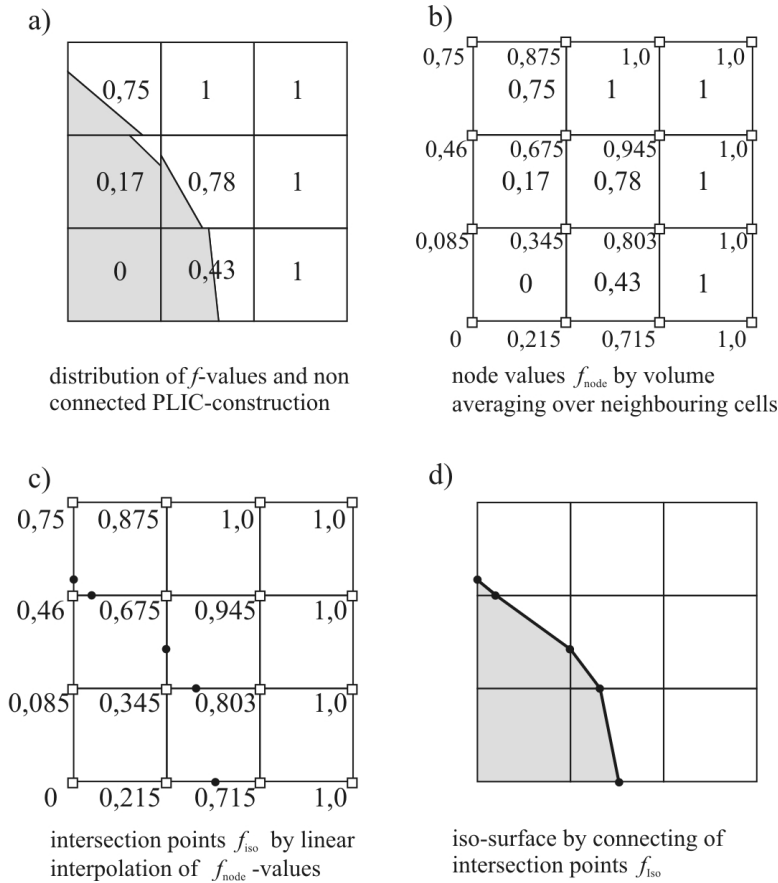 a)
0,75 1 1
0,17 0,78 1
0 0,43 1
distribution of f-values and non
connected PLIC-construction
b)
0,75 0,875 1,0 1,0
0,75 1 1
0,46 0,675 0,945 1,0
0,17 0,78 1
0,085 0,345 0,803 1,0
0 0,43 1
0 0,215 0,715 1,0
node values f_node by volume
averaging over neighbouring cells
c)
0,75 0,875 1,0 1,0
0,46 0,675 0,945 1,0
0,085 0,345 0,803 1,0
0 0,215 0,715 1,0
intersection points f_iso by linear
interpolation of f_node -values
d)
iso-surface by connecting of
intersection points f_Iso